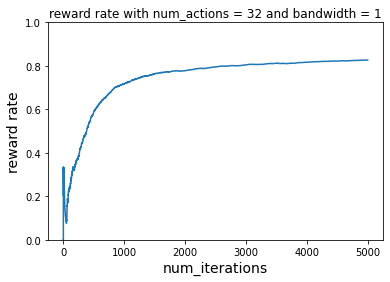 reward rate with num_actions = 32 and bandwidth = 1
1.0
0.8
0.6
0.4
0.2
0.0
reward rate
0 1000 2000 3000 4000 5000
num_iterations